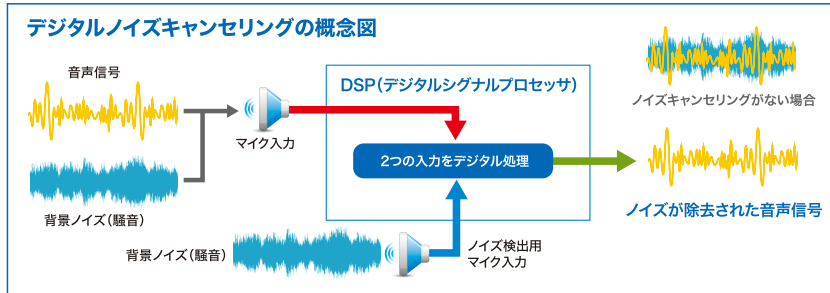 デジタルノイズキャンセリングの概念図
音声信号
マイク入力
背景ノイズ（騒音）
DSP（デジタルシグナルプロセッサ）
2つの入力をデジタル処理
背景ノイズ（騒音）
ノイズ検出用
マイク入力
ノイズキャンセリングがない場合
ノイズが除去された音声信号